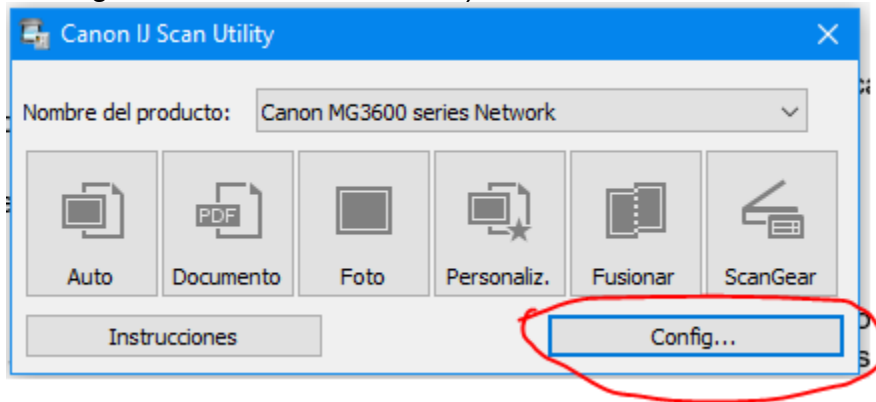 Canon IJ Scan Utility
Nombre del producto: Canon MG3600 series Network
PDF
Auto Documento Foto Personaliz. Fusionar ScanGear
Instrucciones Config...